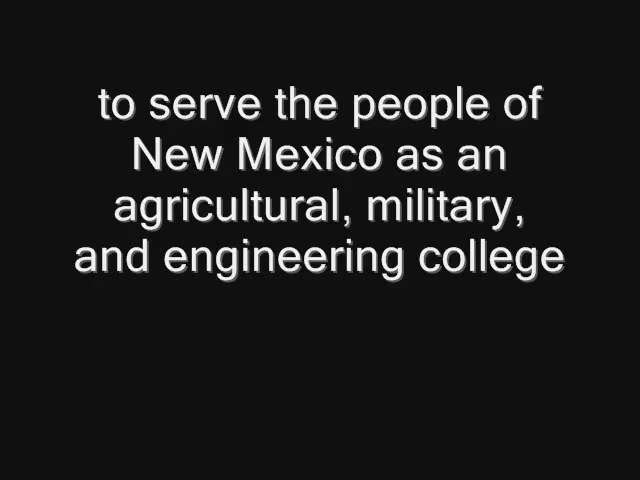 to serve the people of
New Mexico as an
agricultural, military,
and engineering college